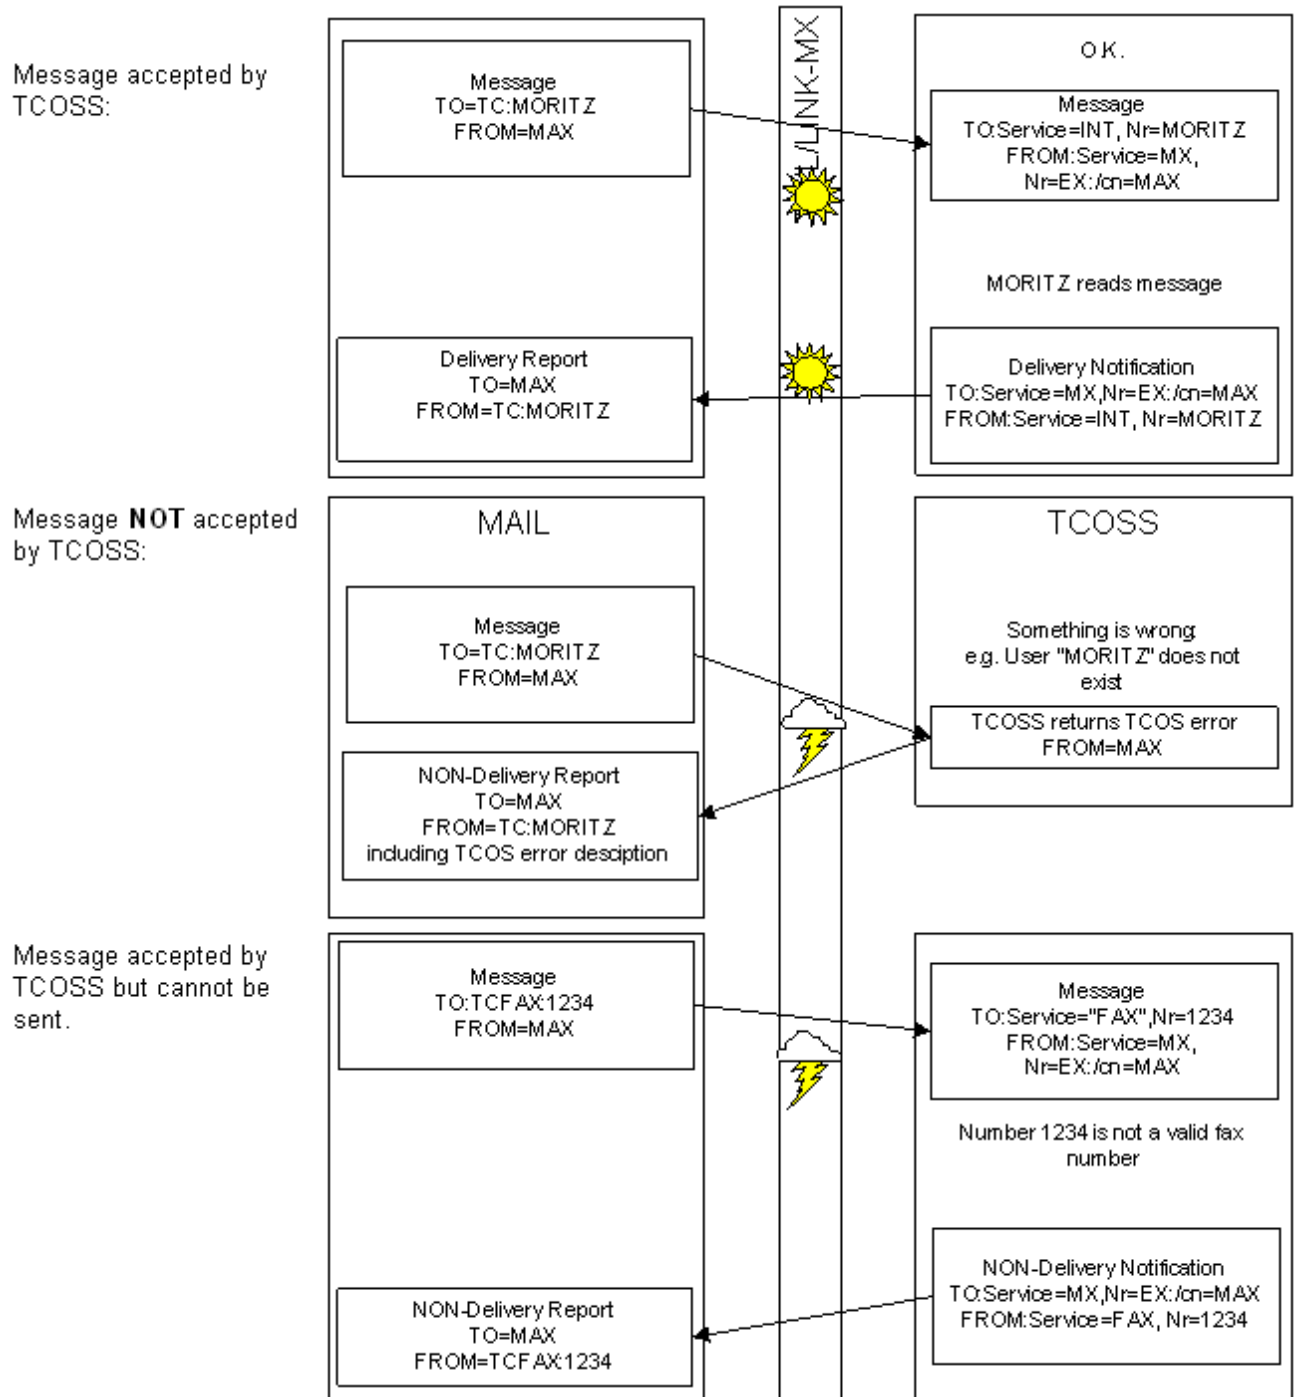 Message accepted by
TCOSS:
Message
TO=TC:MORITZ
FROM=MAX
Delivery Report
TO=MAX
FROM=TC:MORITZ
/LINK-MX
O.K.
Message
TO:Service=INT, Nr=MORITZ
FROM:Service=MX,
Nr=EX:/cn=MAX
MORITZ reads message
Delivery Notification
TO:Service=MX,Nr=EX:/cn=MAX
FROM:Service=INT, Nr=MORITZ
Message NOT accepted
by TCOSS:
MAIL
Message
TO=TC:MORITZ
FROM=MAX
NON-Delivery Report
TO=MAX
FROM=TC:MORITZ
including TCOS error desciption
TCOSS
Something is wrong:
e.g. User "MORITZ" does not
exist
TCOSS returns TCOS error
FROM=MAX
Message accepted by
TCOSS but cannot be
sent.
Message
TO:TCFAX:1234
FROM=MAX
NON-Delivery Report
TO=MAX
FROM=TCFAX:1234
Message
TO:Service="FAX",Nr=1234
FROM:Service=MX,
Nr=EX:/cn=MAX
Number 1234 is not a valid fax
number
NON-Delivery Notification
TO:Service=MX,Nr=EX:/cn=MAX
FROM:Service=FAX, Nr=1234